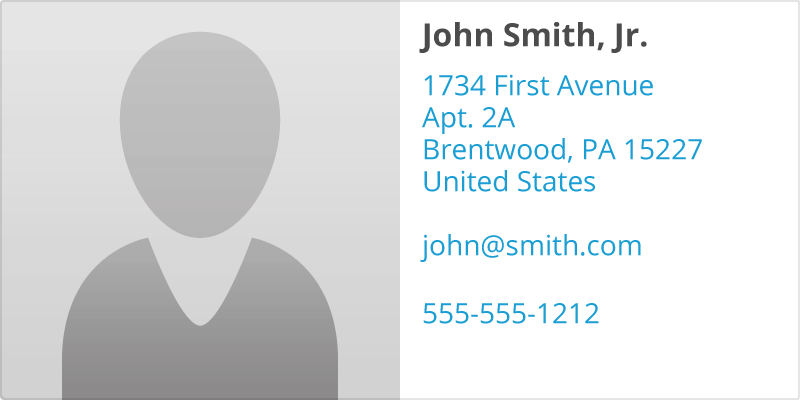 John Smith, Jr.
1734 First Avenue
Apt. 2A
Brentwood, PA 15227
United States
john@smith.com
555-555-1212